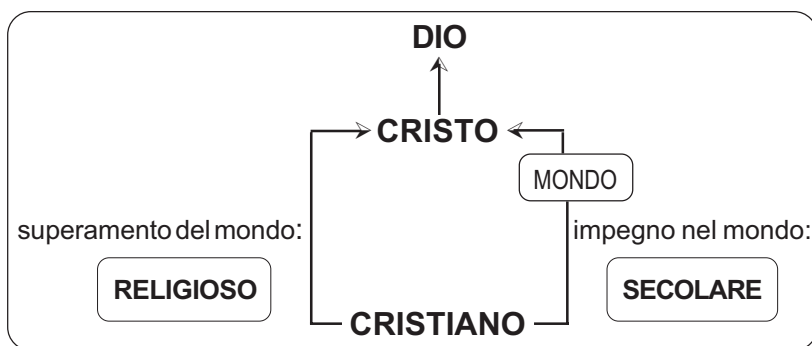 DIO
CRISTO
MONDO
superamento del mondo:
impegno nel mondo:
RELIGIOSO
SECOLARE
CRISTIANO